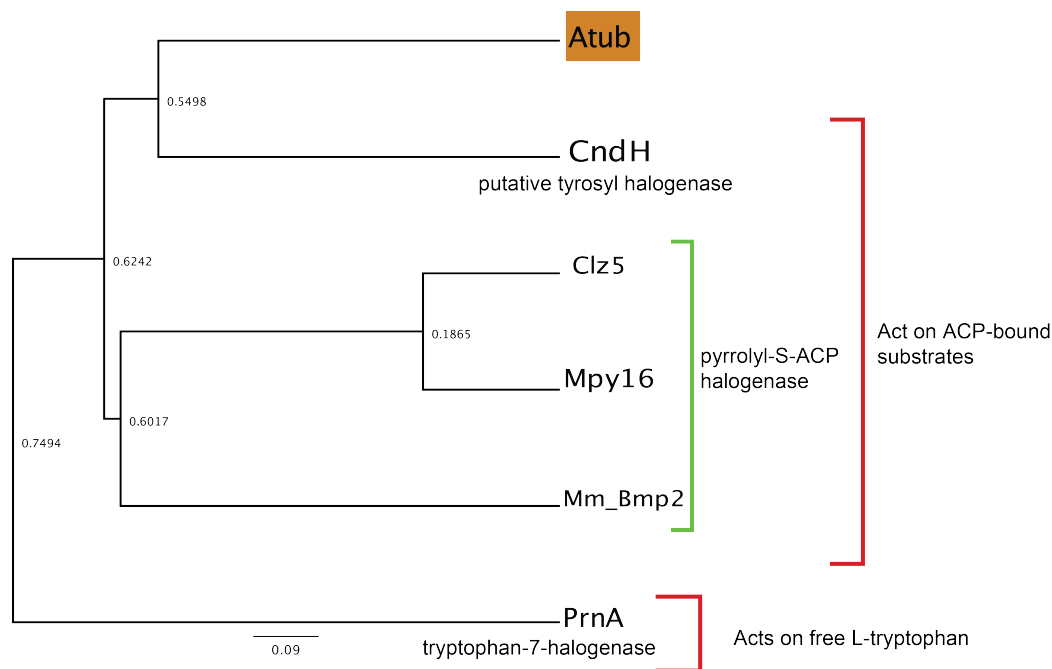 Atub
0.5498
CndH
putative tyrosyl halogenase
0.6242
Clz5
0.1865
Act on ACP-bound
substrates
pyrrolyl-S-ACP
halogenase
Mpy16
0.6017
0.7494
Mm_Bmp2
PrnA
tryptophan-7-halogenase
Acts on free L-tryptophan
0.09